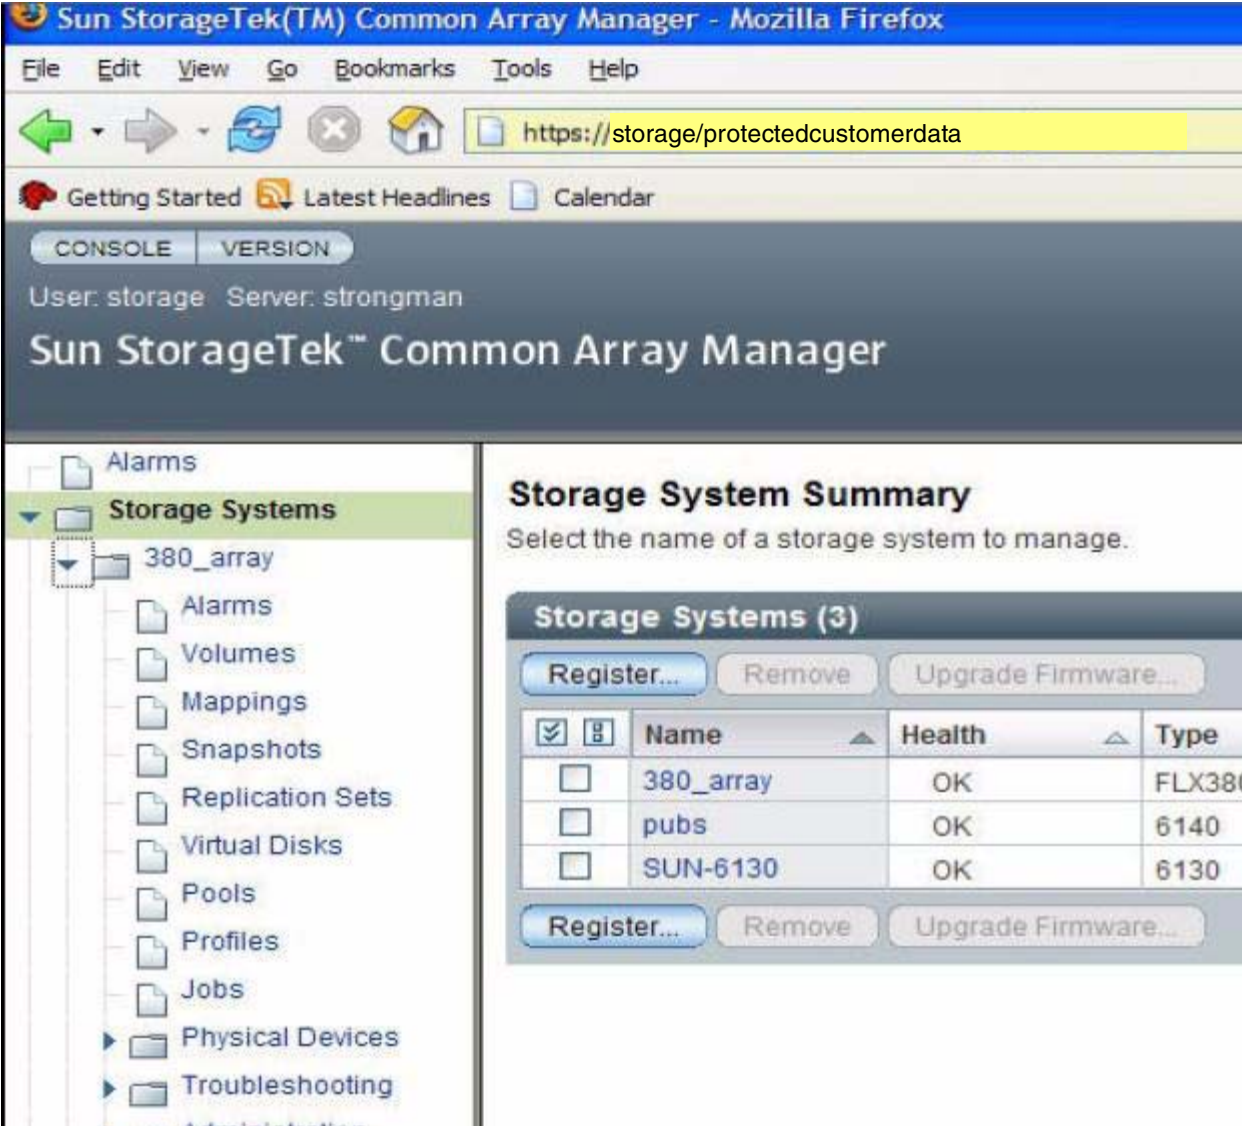 Sun StorageTek(TM) Common Array Manager - Mozilla Firefox
File Edit View Go Bookmarks Tools Help
https://storage/protectedcustomerdata
Getting Started Latest Headlines Calendar
CONSOLE VERSION
User: storage Server: strongman
Sun StorageTek™ Common Array Manager
Alarms
Storage Systems
380_array
Alarms
Volumes
Mappings
Snapshots
Replication Sets
Virtual Disks
Pools
Profiles
Jobs
Physical Devices
Troubleshooting
Storage System Summary
Select the name of a storage system to manage.
Storage Systems (3)
Register... Remove Upgrade Firmware...
Name Health Type
380_array OK FLX380
pubs OK 6140
SUN-6130 OK 6130
Register... Remove Upgrade Firmware...